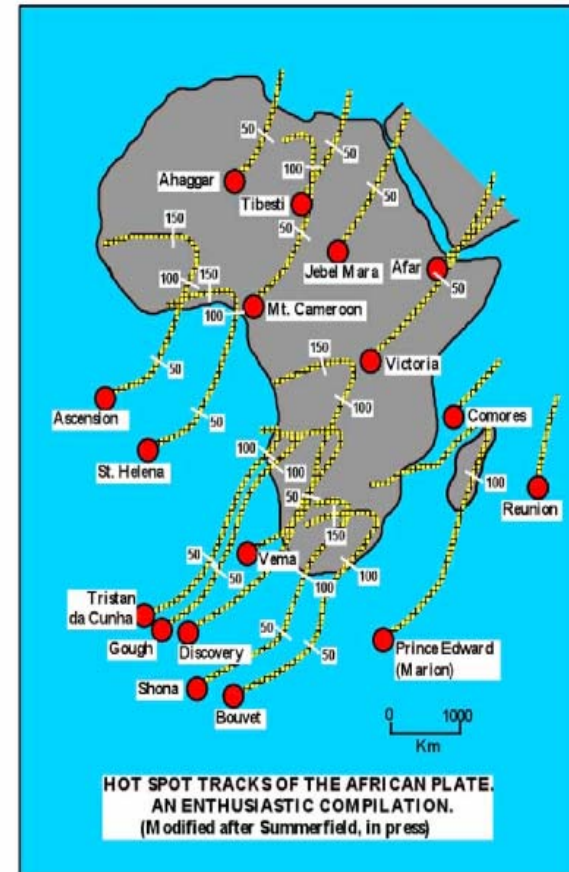 50
50
100
Ahaggar
Tibesti
50
50
150
Jebel Mara
Afar
50
100
150
100
Mt. Cameroon
150
Victoria
50
100
Comores
Ascension
50
St. Helena
100
100
100
Reunion
50
150
Vema
100
100
50
50
Tristan
da Cunha
Gough
Discovery
50
50
Prince Edward
(Marion)
Shona
Bouvet
0 1000
Km
HOT SPOT TRACKS OF THE AFRICAN PLATE.
AN ENTHUSIASTIC COMPILATION.
(Modified after Summerfield, in press)